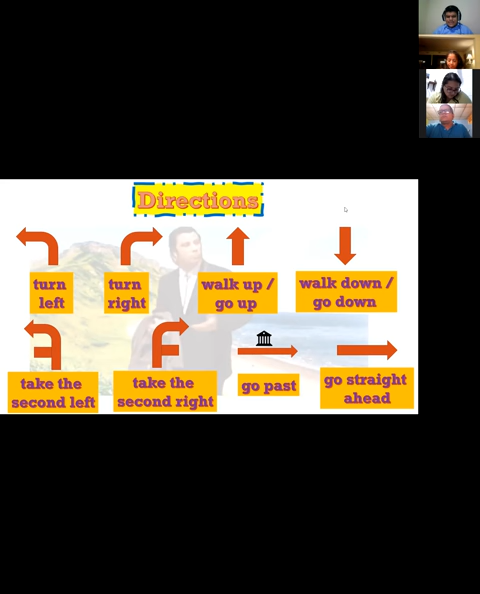 Directions
turn
left
turn
right
walk up /
go up
walk down /
go down
take the
second left
take the
second right
go past
go straight
ahead